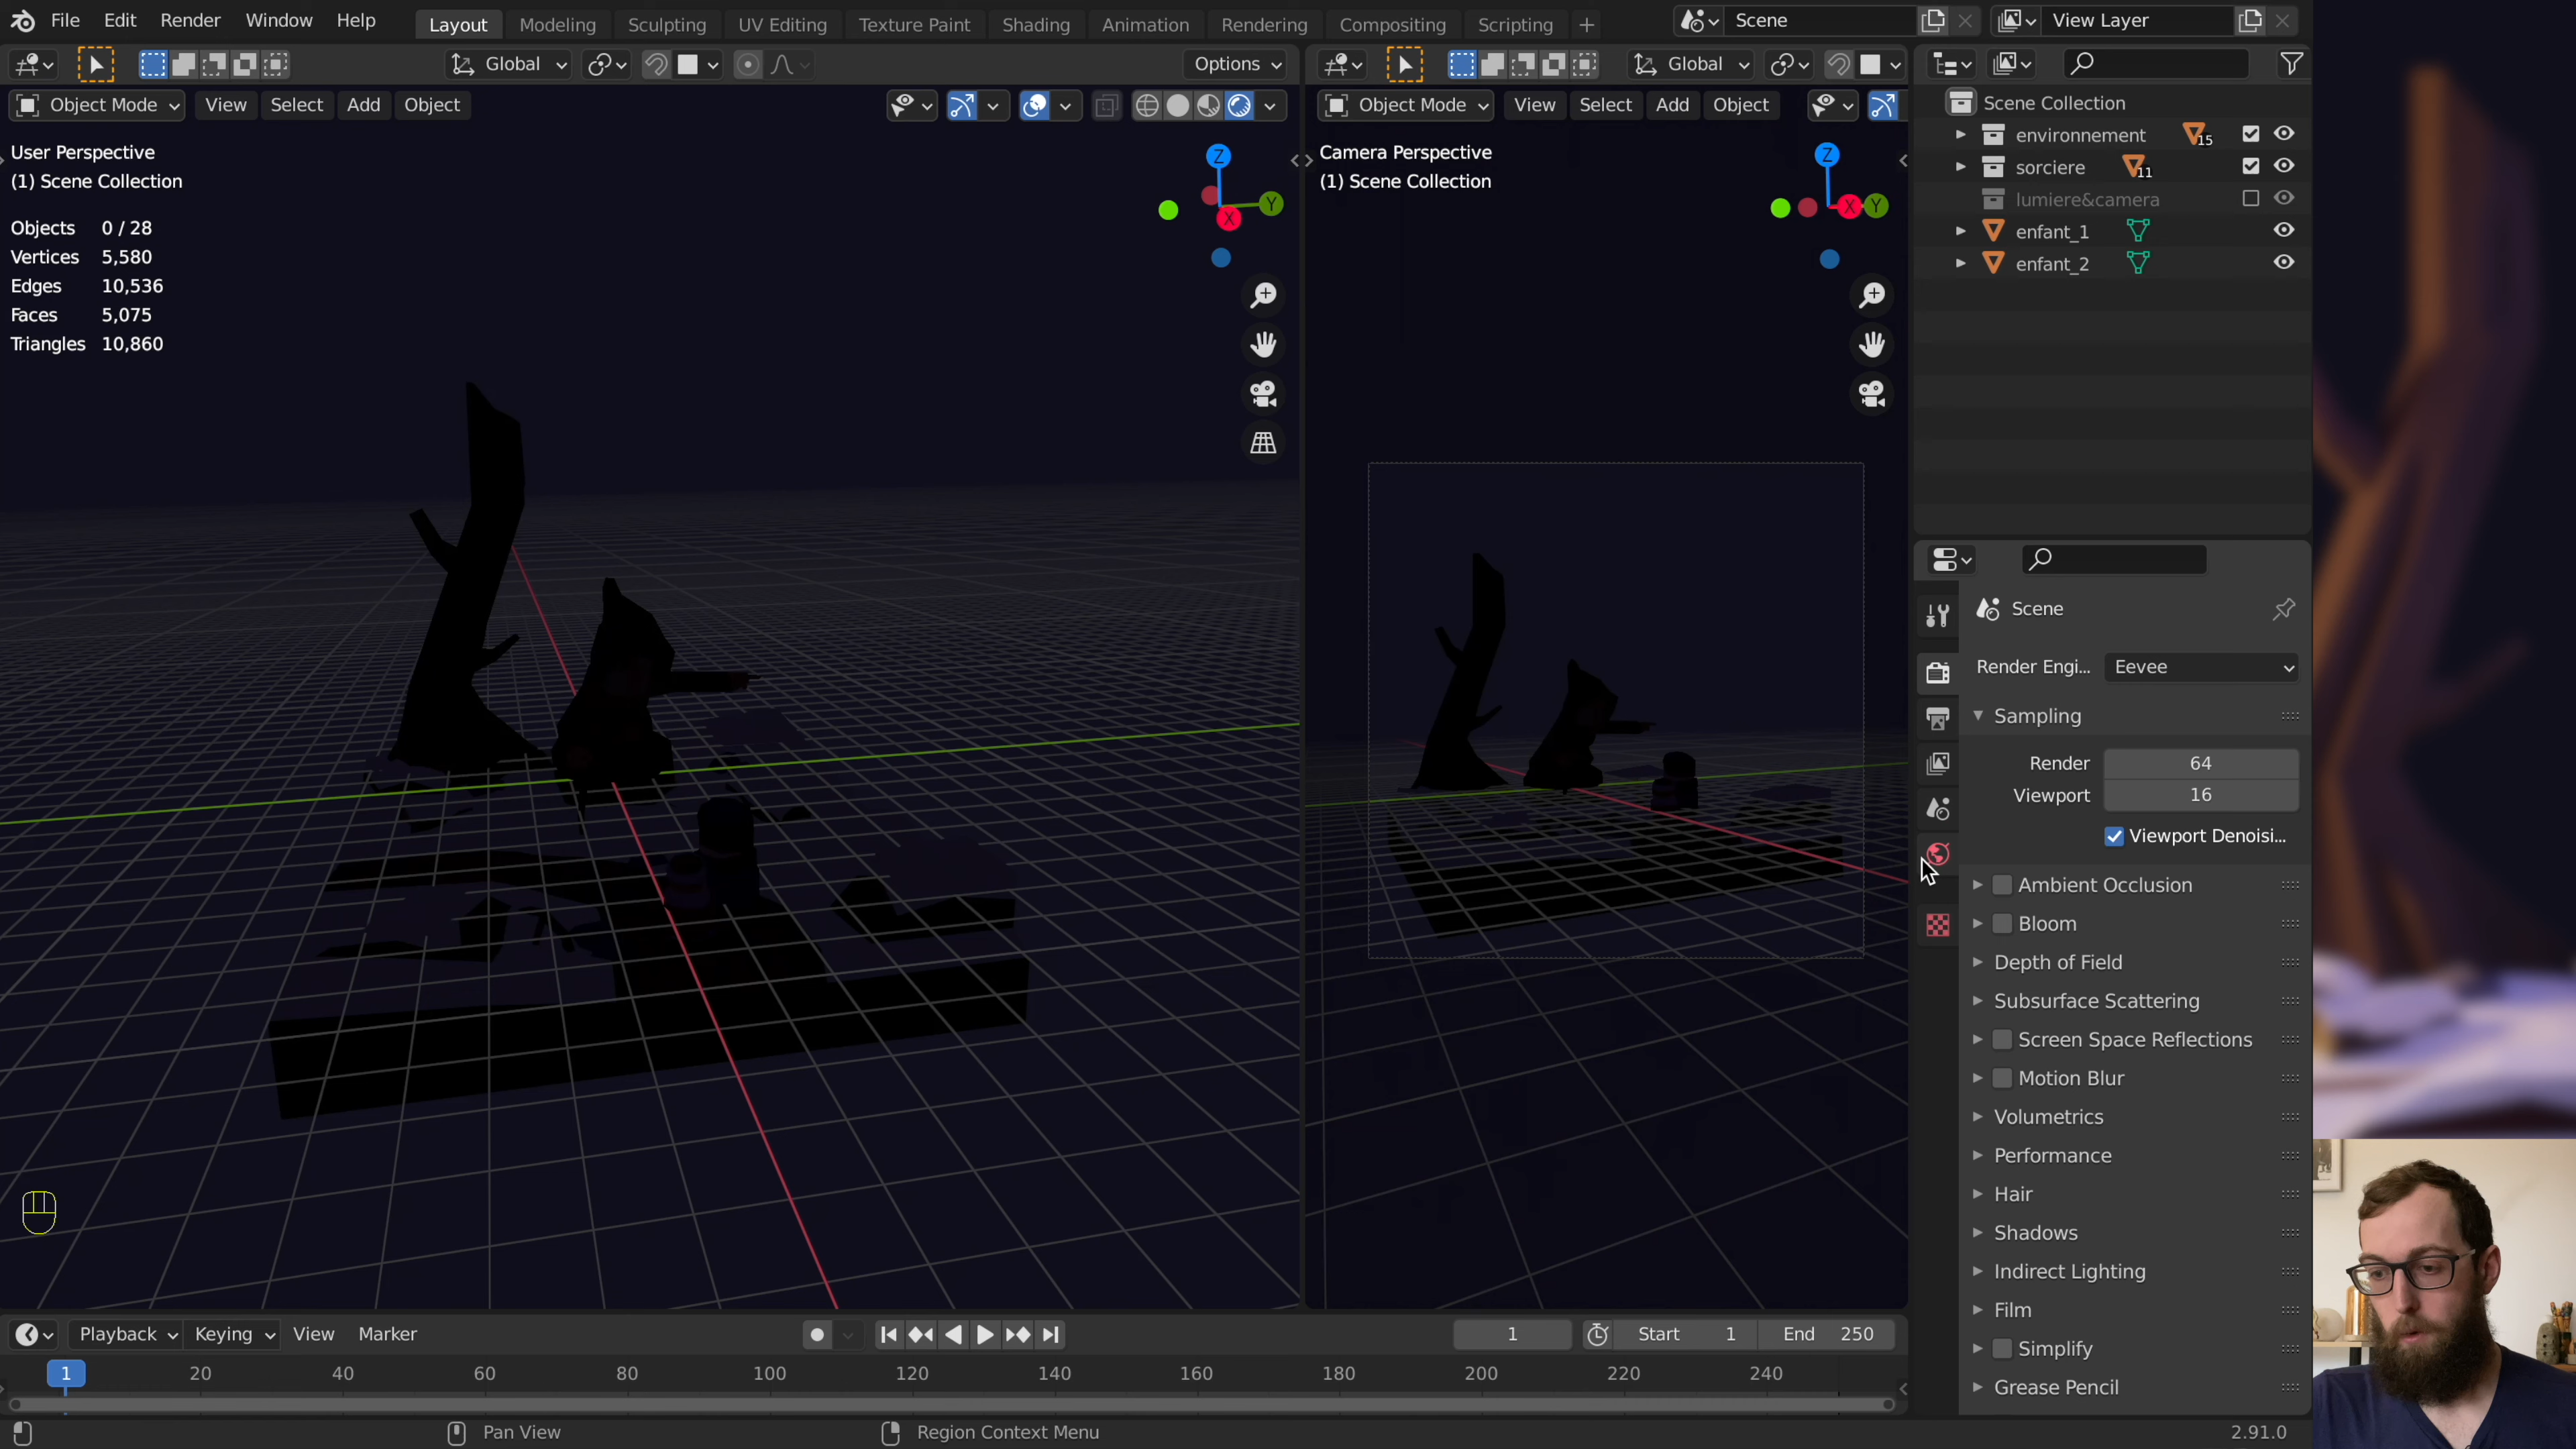 File Edit Render Window Help Layout Modeling Sculpting UV Editing Texture Paint Shading Animation Rendering Compositing Scripting + Scene View Layer
Global Options Global
Object Mode View Select Add Object Object Mode View Select Add Object
User Perspective
(1) Scene Collection
Objects 0 / 28
Vertices 5,580
Edges 10,536
Faces 5,075
Triangles 10,860
Z
Y
X
Camera Perspective
(1) Scene Collection
Z
X Y
Scene Collection
environnement 15
sorciere 11
lumiere&camera
enfant_1
enfant_2
Scene
Render Engi... Eevee
Sampling
Render 64
Viewport 16
Viewport Denoisi...
Ambient Occlusion
Bloom
Depth of Field
Subsurface Scattering
Screen Space Reflections
Motion Blur
Volumetrics
Performance
Hair
Shadows
Indirect Lighting
Film
Simplify
Grease Pencil
Playback Keying View Marker 1 Start 1 End 250
1 20 40 60 80 100 120 140 160 180 200 220 240
Pan View Region Context Menu 2.91.0